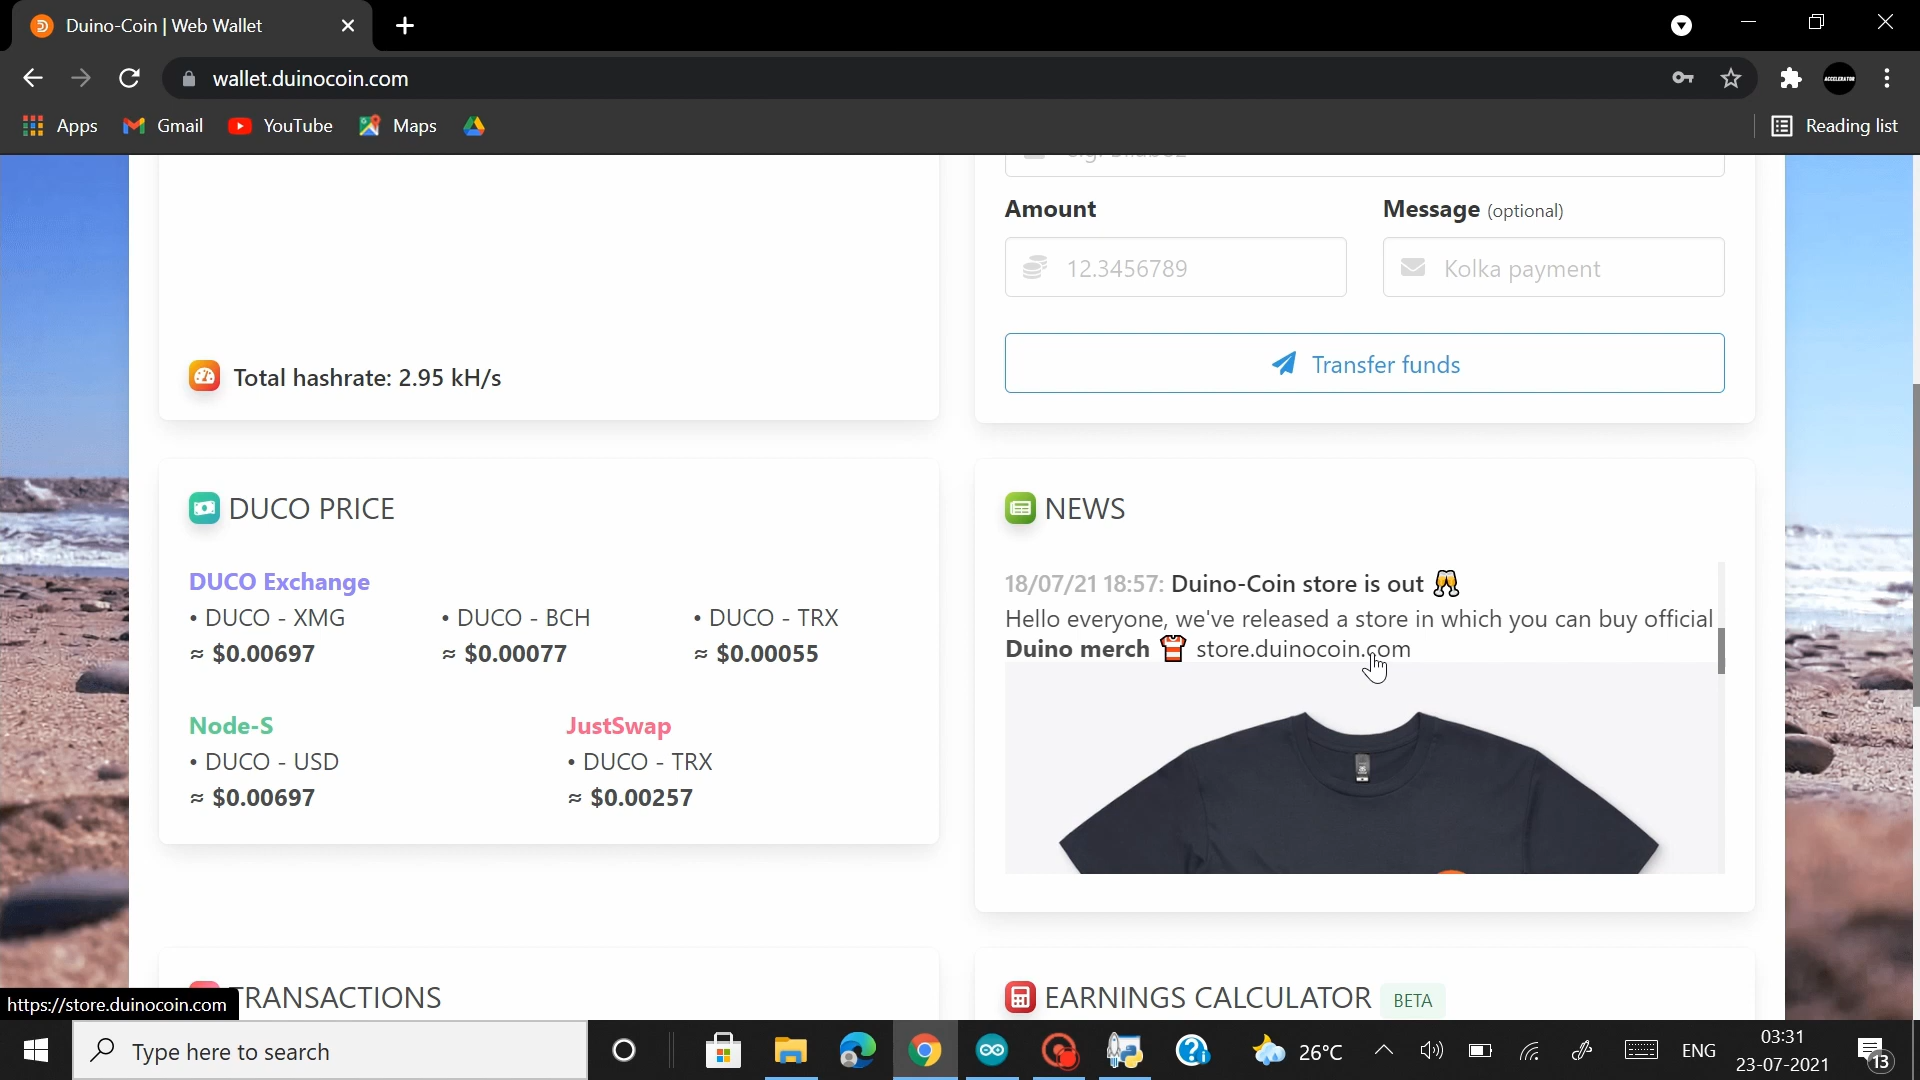 Duino-Coin | Web Wallet
wallet.duinocoin.com
ACCELERATOR
Apps
Gmail
YouTube
Maps
Reading list
Amount
Message (optional)
12.3456789
Kolka payment
Total hashrate: 2.95 kH/s
Transfer funds
DUCO PRICE
DUCO Exchange
• DUCO - XMG
≈ $0.00697
• DUCO - BCH
≈ $0.00077
• DUCO - TRX
≈ $0.00055
Node-S
• DUCO - USD
≈ $0.00697
JustSwap
• DUCO - TRX
≈ $0.00257
NEWS
18/07/21 18:57: Duino-Coin store is out 🥂
Hello everyone, we've released a store in which you can buy official
Duino merch 🎽 store.duinocoin.com
TRANSACTIONS
EARNINGS CALCULATOR BETA
https://store.duinocoin.com
Type here to search
26°C
ENG
03:31
23-07-2021
13